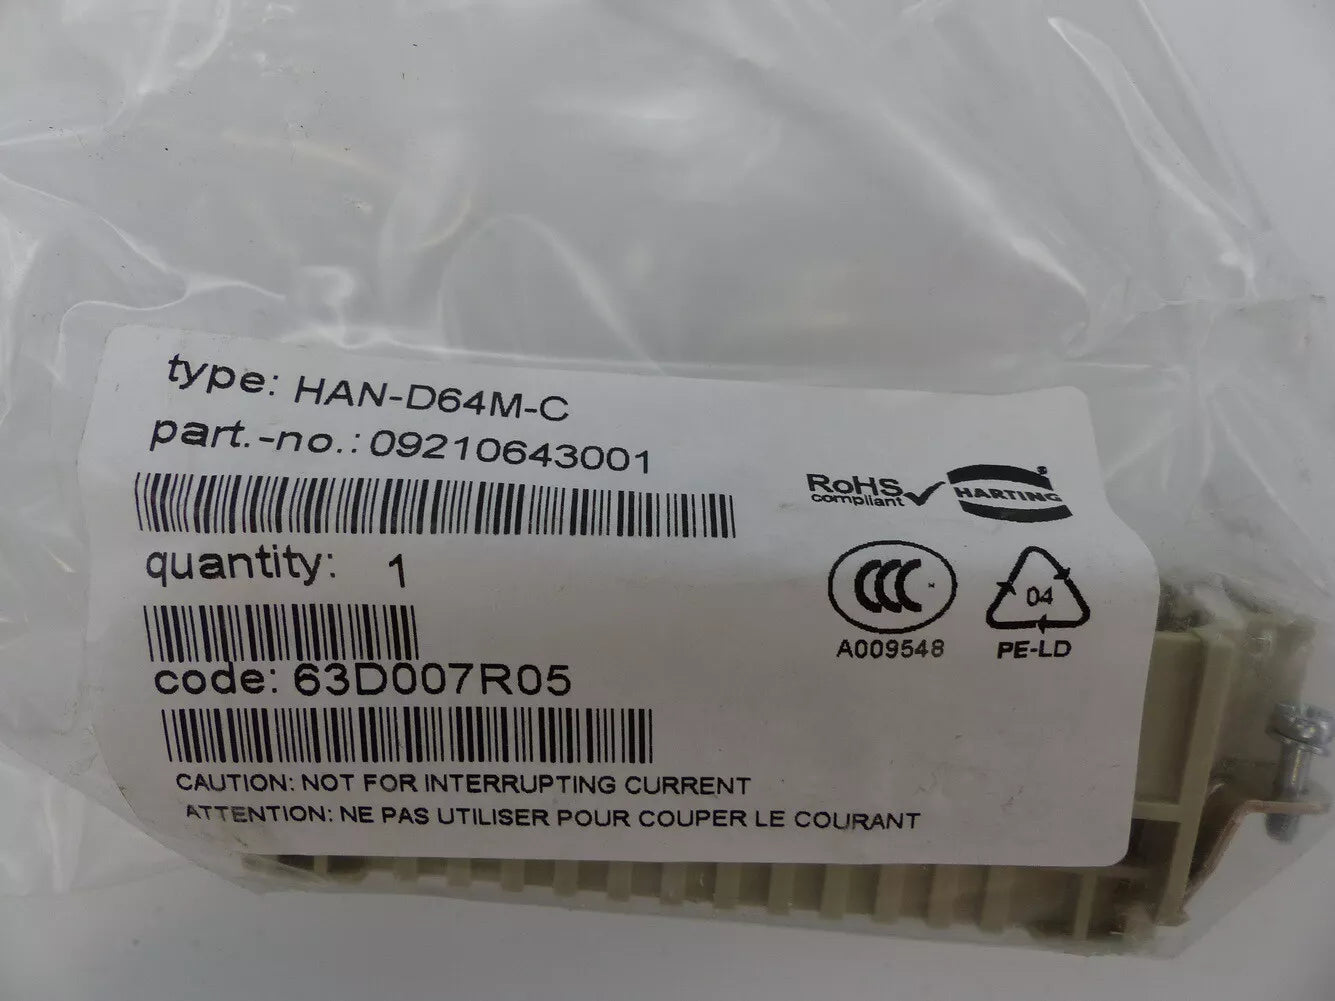 type: HAN-D64M-C
part.-no.: 09210643001
RoHS
compliant
HARTING
®
quantity: 1
CCC
A009548
04
PE-LD
code: 63D007R05
CAUTION: NOT FOR INTERRUPTING CURRENT
ATTENTION: NE PAS UTILISER POUR COUPER LE COURANT